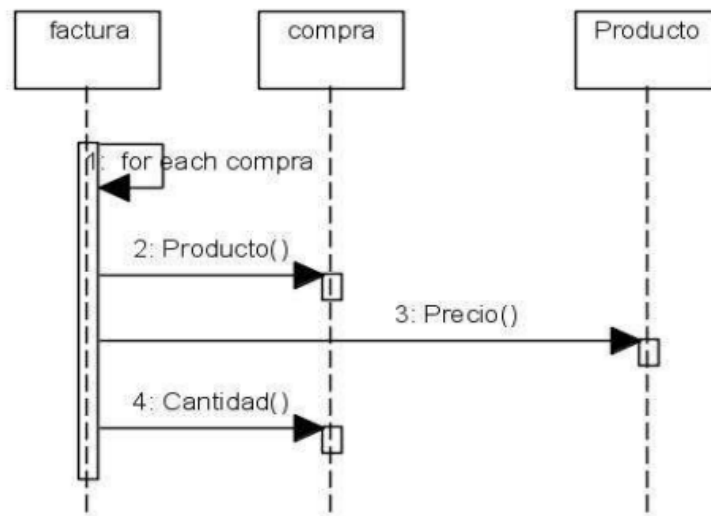 factura
compra
Producto
1: for each compra
2: Producto()
3: Precio()
4: Cantidad()